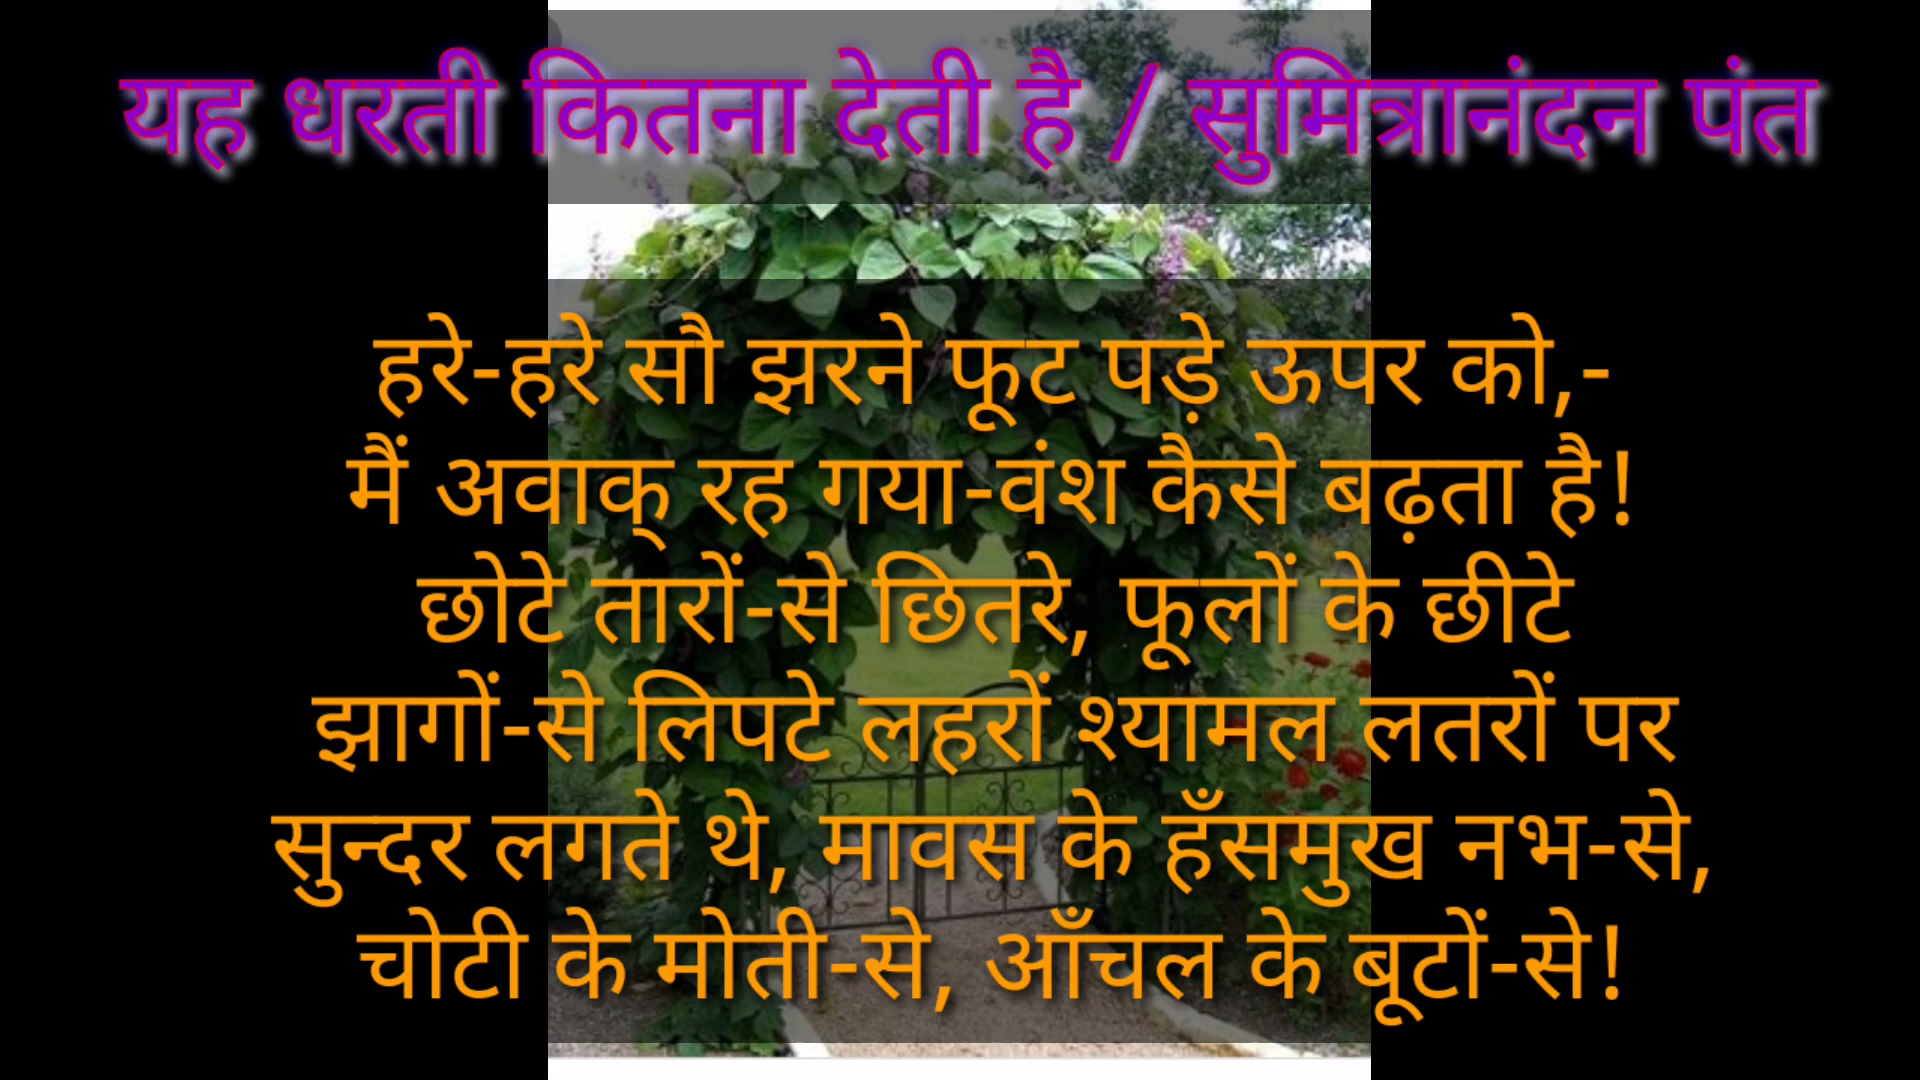 यह धरती कितना देती है / सुमित्रानंदन पंत
हरे-हरे सौ झरने फूट पड़े ऊपर को,-
मैं अवाक् रह गया-वंश कैसे बढ़ता है!
छोटे तारों-से छितरे, फूलों के छीटे
झागों-से लिपटे लहरों श्यामल लतरों पर
सुन्दर लगते थे, मावस के हँसमुख नभ-से,
चोटी के मोती-से, आँचल के बूटों-से!